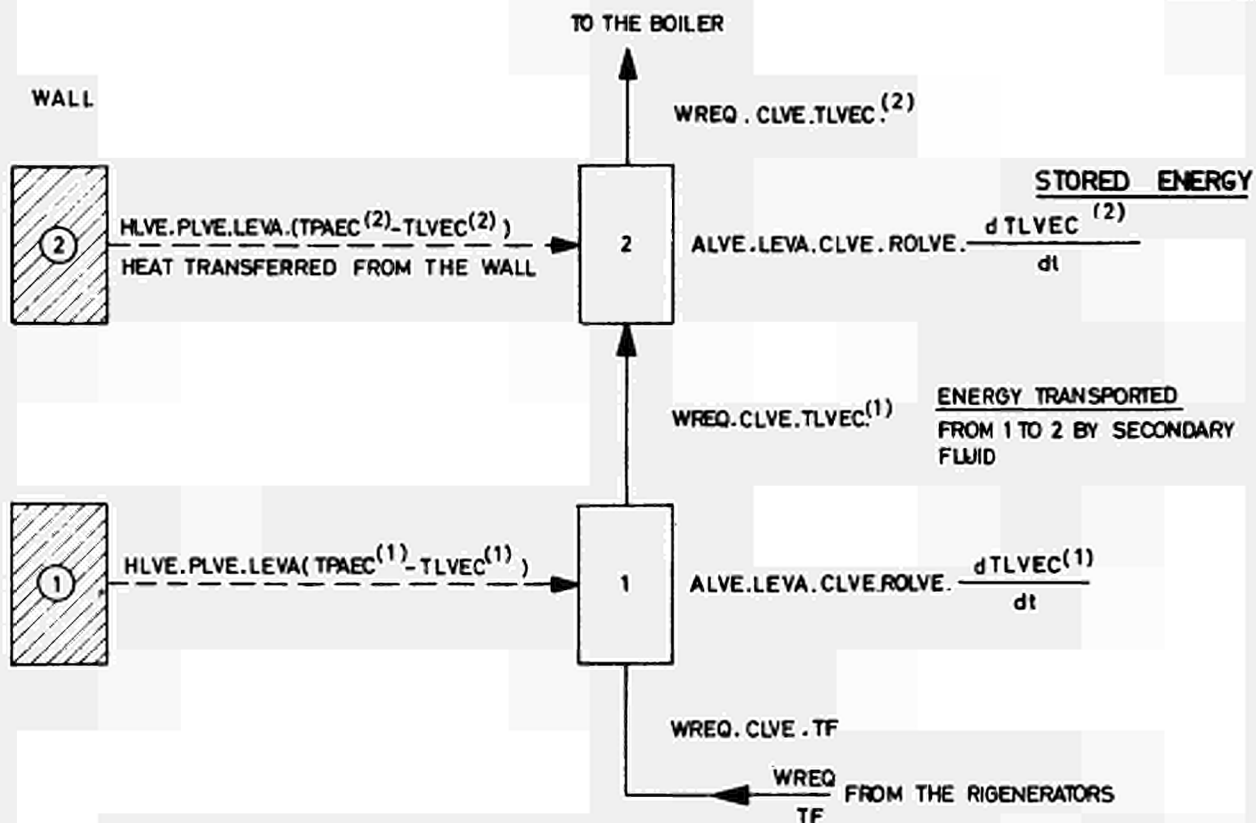 TO THE BOILER
WALL
WREQ . CLVE.TLVEC.(2)
STORED ENERGY
2
HLVE.PLVE.LEVA.(TPAEC(2)-TLVEC(2))
HEAT TRANSFERRED FROM THE WALL
2
ALVE.LEVA.CLVE.ROLVE. dTLVEC(2)
dt
WREQ.CLVE.TLVEC.(1)
ENERGY TRANSPORTED
FROM 1 TO 2 BY SECONDARY
FLUID
1
HLVE.PLVE.LEVA(TPAEC(1)-TLVEC(1))
1
ALVE.LEVA.CLVE.ROLVE. dTLVEC(1)
dt
WREQ.CLVE.TF
WREQ
TF
FROM THE RIGENERATORS